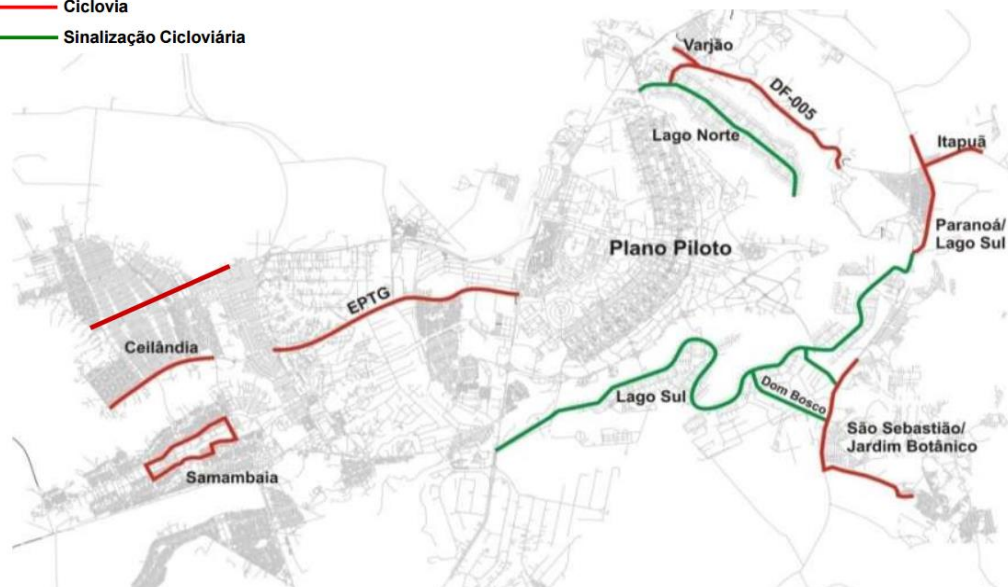 Ciclovia
Sinalização Cicloviária
Varjão
DF-005
Lago Norte
Itapuã
Paranoá/
Lago Sul
Plano Piloto
EPTG
Ceilândia
Lago Sul
Dom Bosco
São Sebastião/
Jardim Botânico
Samambaia